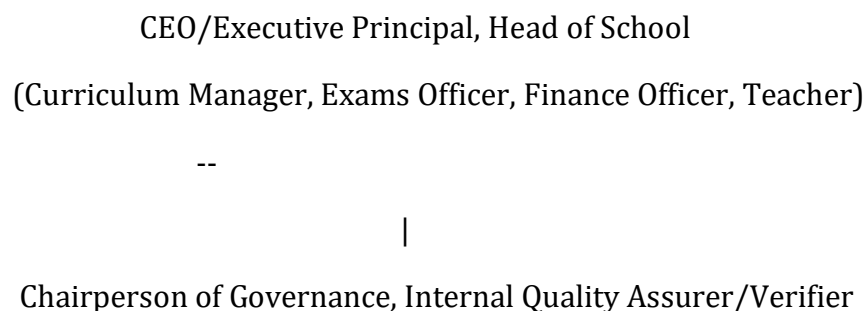 CEO/Executive Principal, Head of School
(Curriculum Manager, Exams Officer, Finance Officer, Teacher)
--
|
Chairperson of Governance, Internal Quality Assurer/Verifier